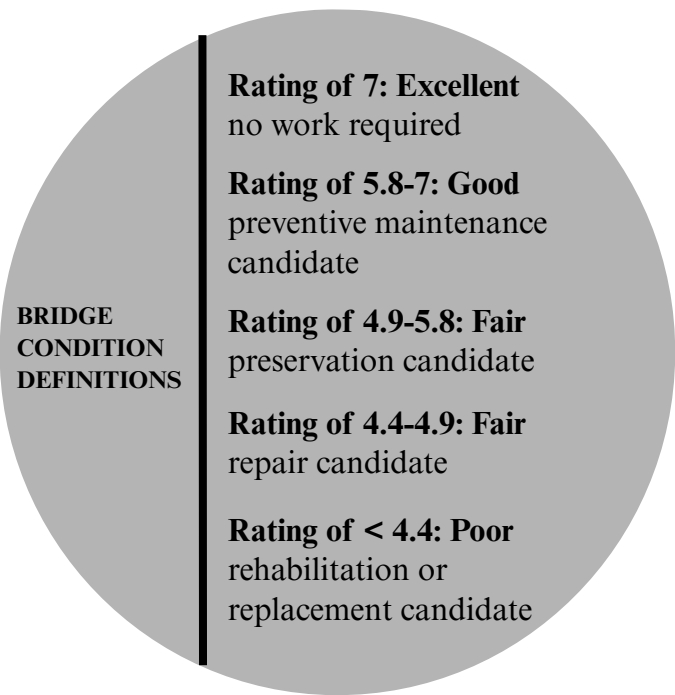 BRIDGE
CONDITION
DEFINITIONS
Rating of 7: Excellent
no work required
Rating of 5.8-7: Good
preventive maintenance
candidate
Rating of 4.9-5.8: Fair
preservation candidate
Rating of 4.4-4.9: Fair
repair candidate
Rating of < 4.4: Poor
rehabilitation or
replacement candidate